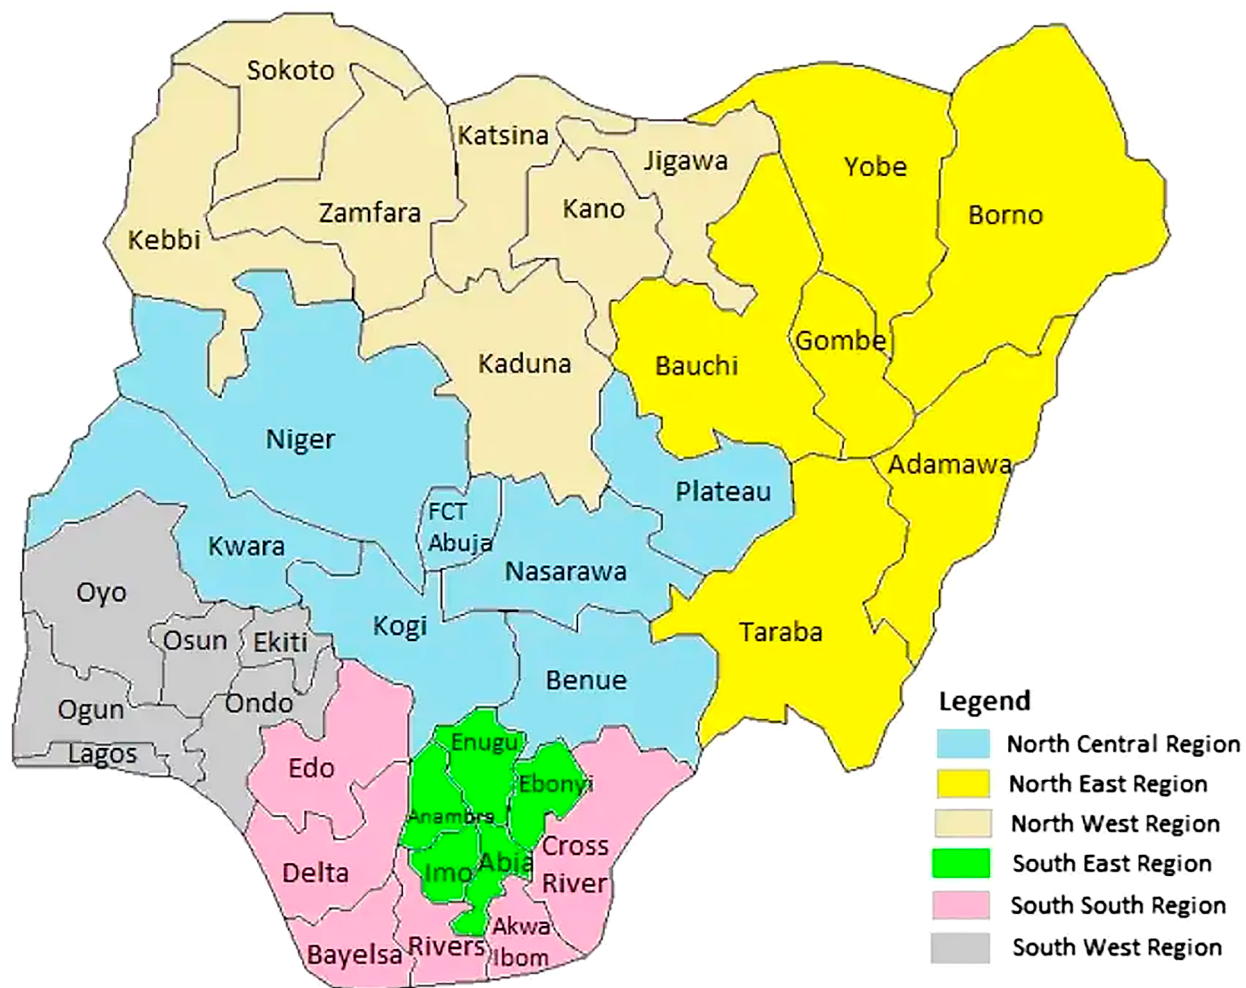 Sokoto
Katsina
Jigawa
Yobe
Kano
Zamfara
Borno
Kebbi
Gombe
Kaduna
Bauchi
Niger
Adamawa
Plateau
FCT
Abuja
Kwara
Nasarawa
Oyo
Kogi
Taraba
Osun
Ekiti
Benue
Ondo
Ogun
Lagos
Enugu
Edo
Ebonyi
Anambra
Cross
River
Abia
Imo
Delta
Akwa
Ibom
Rivers
Bayelsa
Legend
North Central Region
North East Region
North West Region
South East Region
South South Region
South West Region